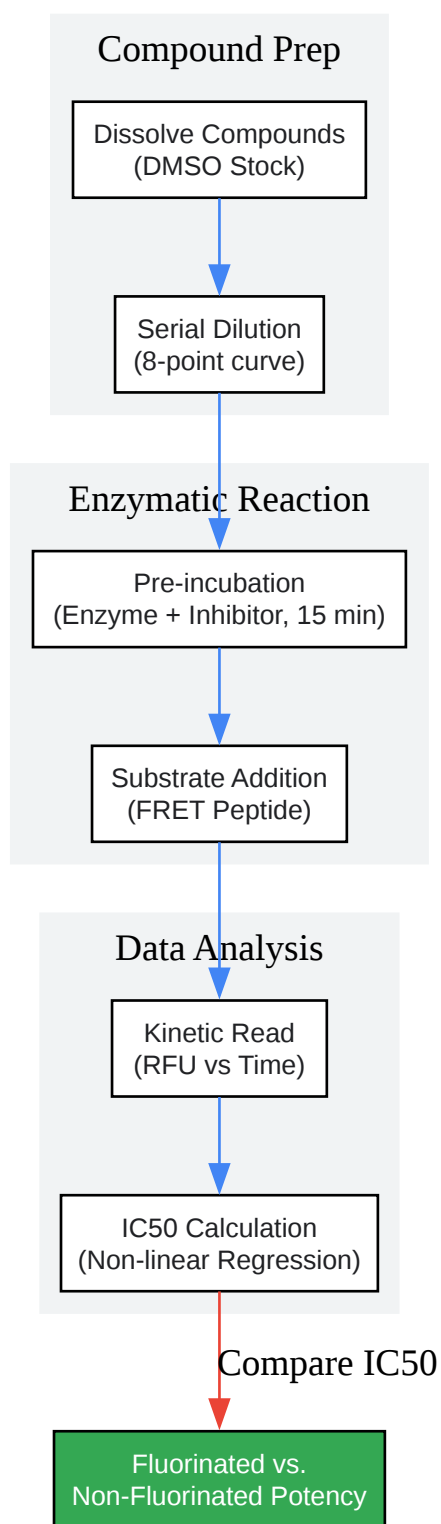 Compound Prep
Dissolve Compounds
(DMSO Stock)
Serial Dilution
(8-point curve)
Enzymatic Reaction
Pre-incubation
(Enzyme + Inhibitor, 15 min)
Substrate Addition
(FRET Peptide)
Data Analysis
Kinetic Read
(RFU vs Time)
IC50 Calculation
(Non-linear Regression)
Compare IC50
Fluorinated vs.
Non-Fluorinated Potency